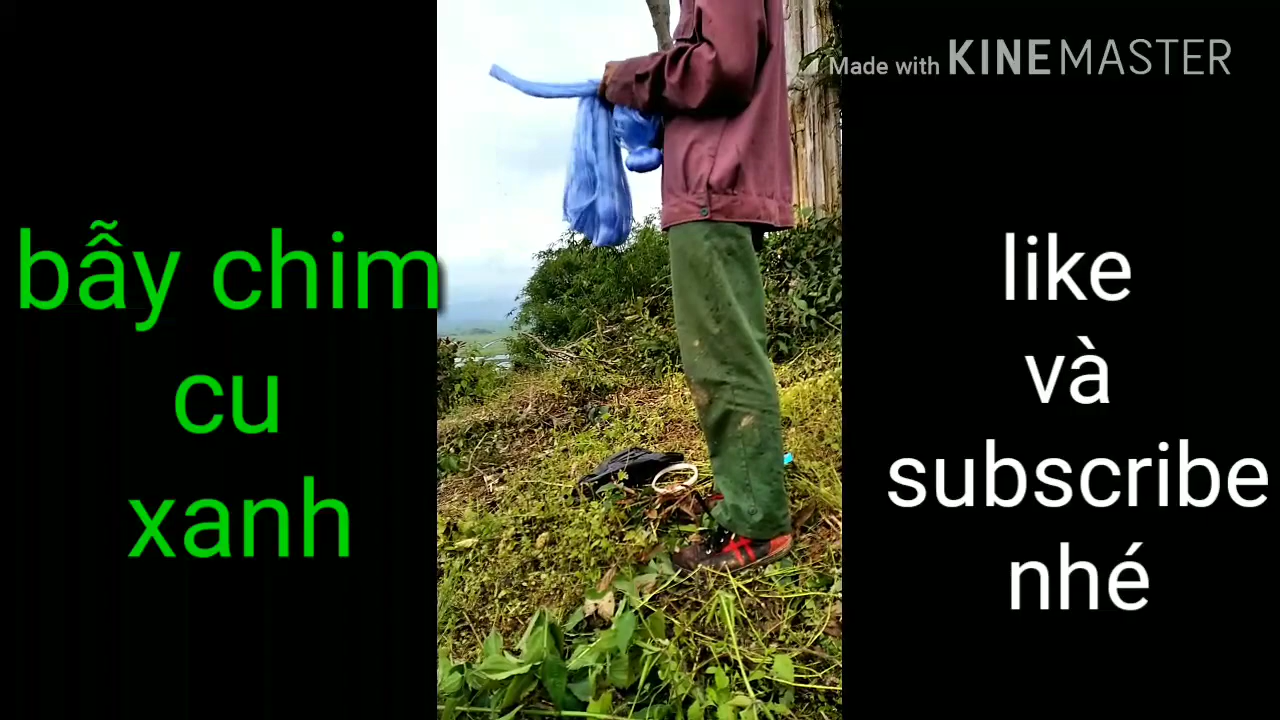 Made with KINEMASTER
bẫy chim
cu
xanh
like
và
subscribe
nhé